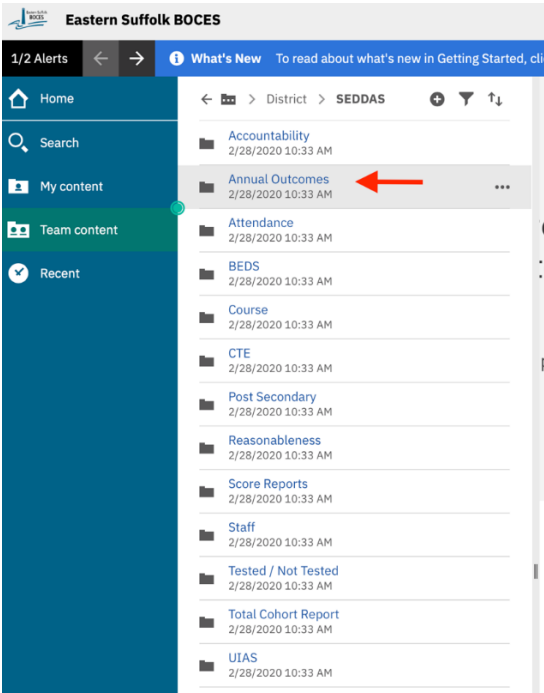 Eastern Suffolk
BOCES
Eastern Suffolk BOCES
1/2 Alerts
What's New To read about what's new in Getting Started, cli
Home
Search
My content
Team content
Recent
District > SEDDAS
Accountability
2/28/2020 10:33 AM
Annual Outcomes
2/28/2020 10:33 AM
Attendance
2/28/2020 10:33 AM
BEDS
2/28/2020 10:33 AM
Course
2/28/2020 10:33 AM
CTE
2/28/2020 10:33 AM
Post Secondary
2/28/2020 10:33 AM
Reasonableness
2/28/2020 10:33 AM
Score Reports
2/28/2020 10:33 AM
Staff
2/28/2020 10:33 AM
Tested / Not Tested
2/28/2020 10:33 AM
Total Cohort Report
2/28/2020 10:33 AM
UIAS
2/28/2020 10:33 AM